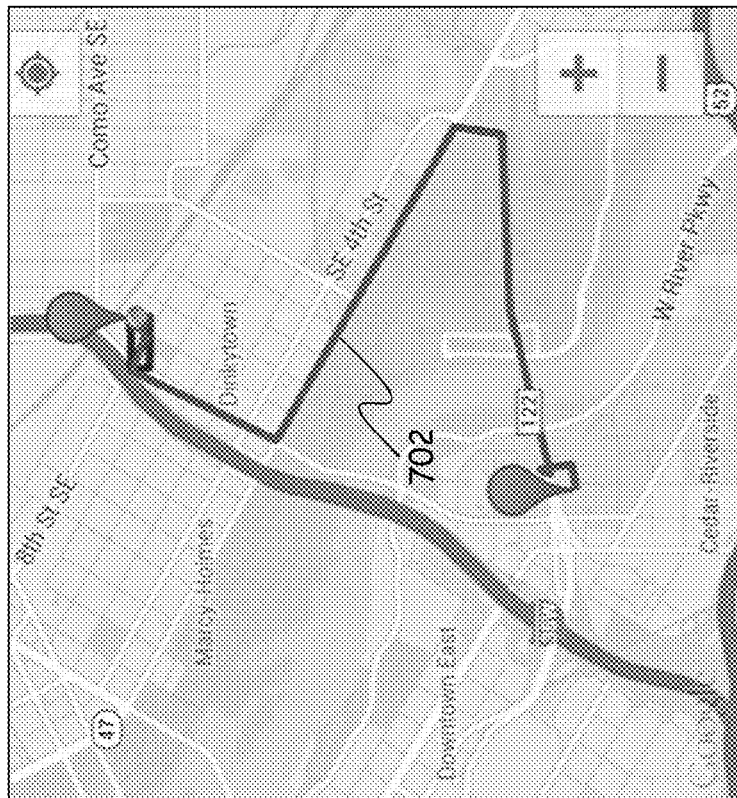 Como Ave SE
8th St SE
Dinkytown
SE 4th St
Marcy Holmes
702
W River Pkwy
47
122
52
Downtown East
Cedar Riverside
+
−